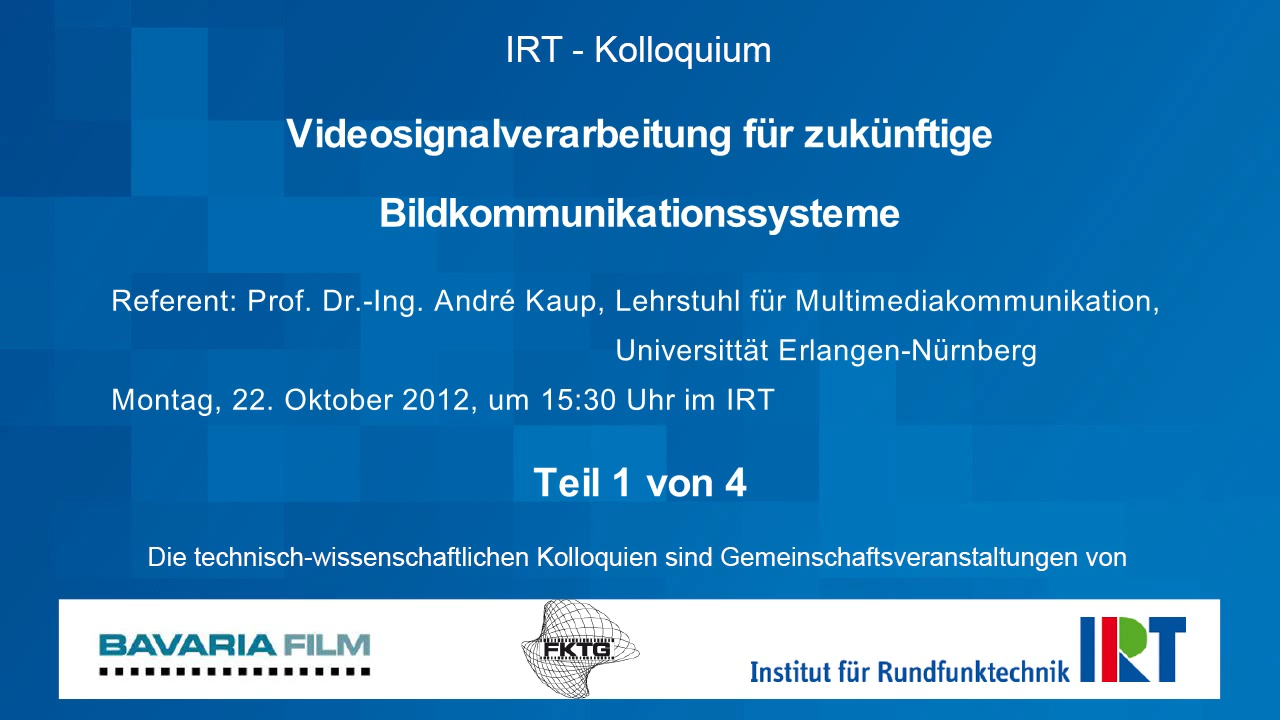 IRT - Kolloquium
Videosignalverarbeitung für zukünftige
Bildkommunikationssysteme
Referent: Prof. Dr.-Ing. André Kaup, Lehrstuhl für Multimediakommunikation,
Universittät Erlangen-Nürnberg
Montag, 22. Oktober 2012, um 15:30 Uhr im IRT
Teil 1 von 4
Die technisch-wissenschaftlichen Kolloquien sind Gemeinschaftsveranstaltungen von
BAVARIA FILM
FKTG
Institut für Rundfunktechnik IRT